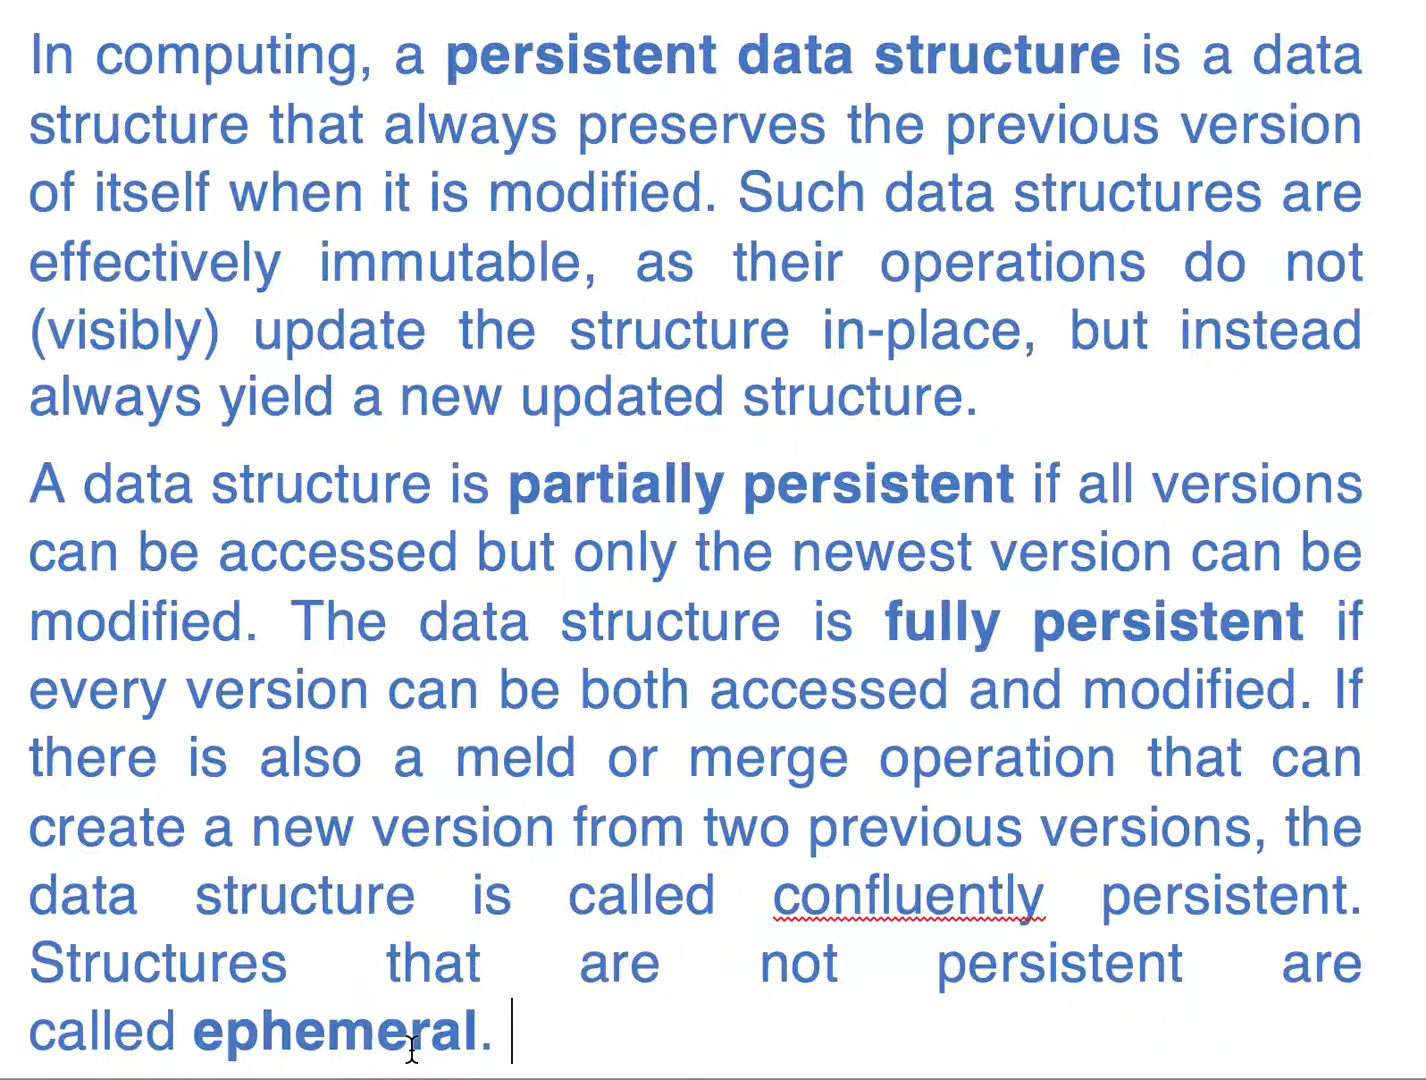 In computing, a persistent data structure is a data
structure that always preserves the previous version
of itself when it is modified. Such data structures are
effectively immutable, as their operations do not
(visibly) update the structure in-place, but instead
always yield a new updated structure.
A data structure is partially persistent if all versions
can be accessed but only the newest version can be
modified. The data structure is fully persistent if
every version can be both accessed and modified. If
there is also a meld or merge operation that can
create a new version from two previous versions, the
data structure is called confluently persistent.
Structures that are not persistent are
called ephemeral.